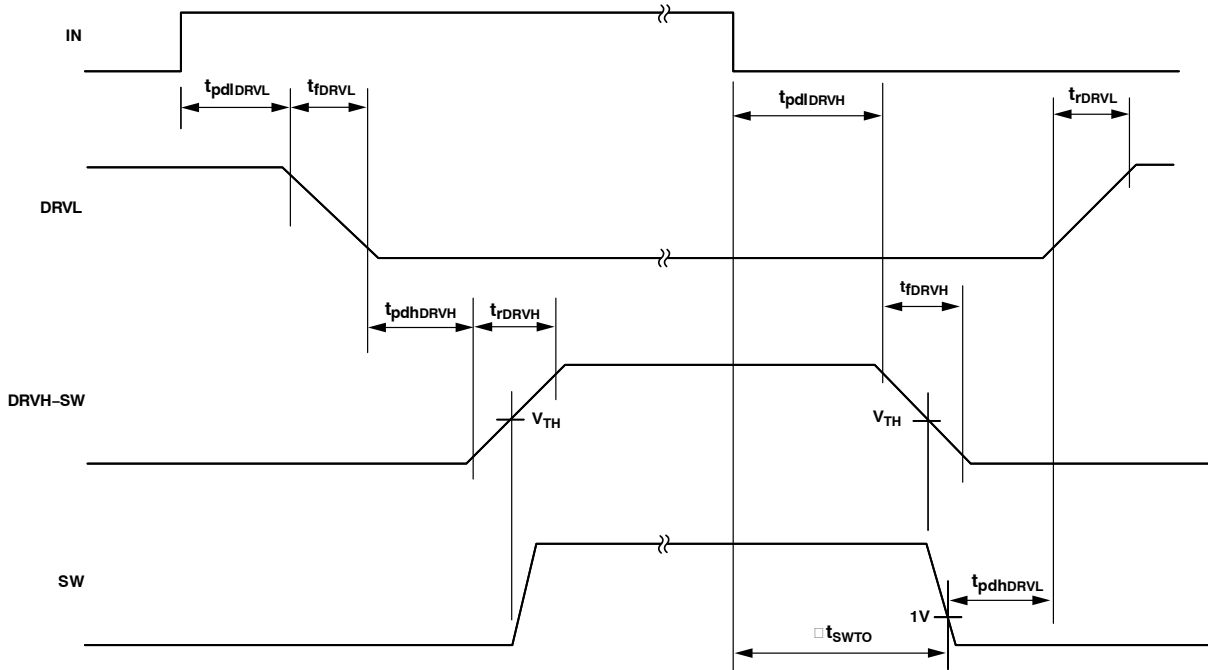 IN
tpdlDRVL
tfDRVL
tpdlDRVH
trDRVL
DRVL
tpdhDRVH
trDRVH
tfDRVH
DRVH–SW
VTH
VTH
SW
1V
tpdhDRVL
□tSWTO